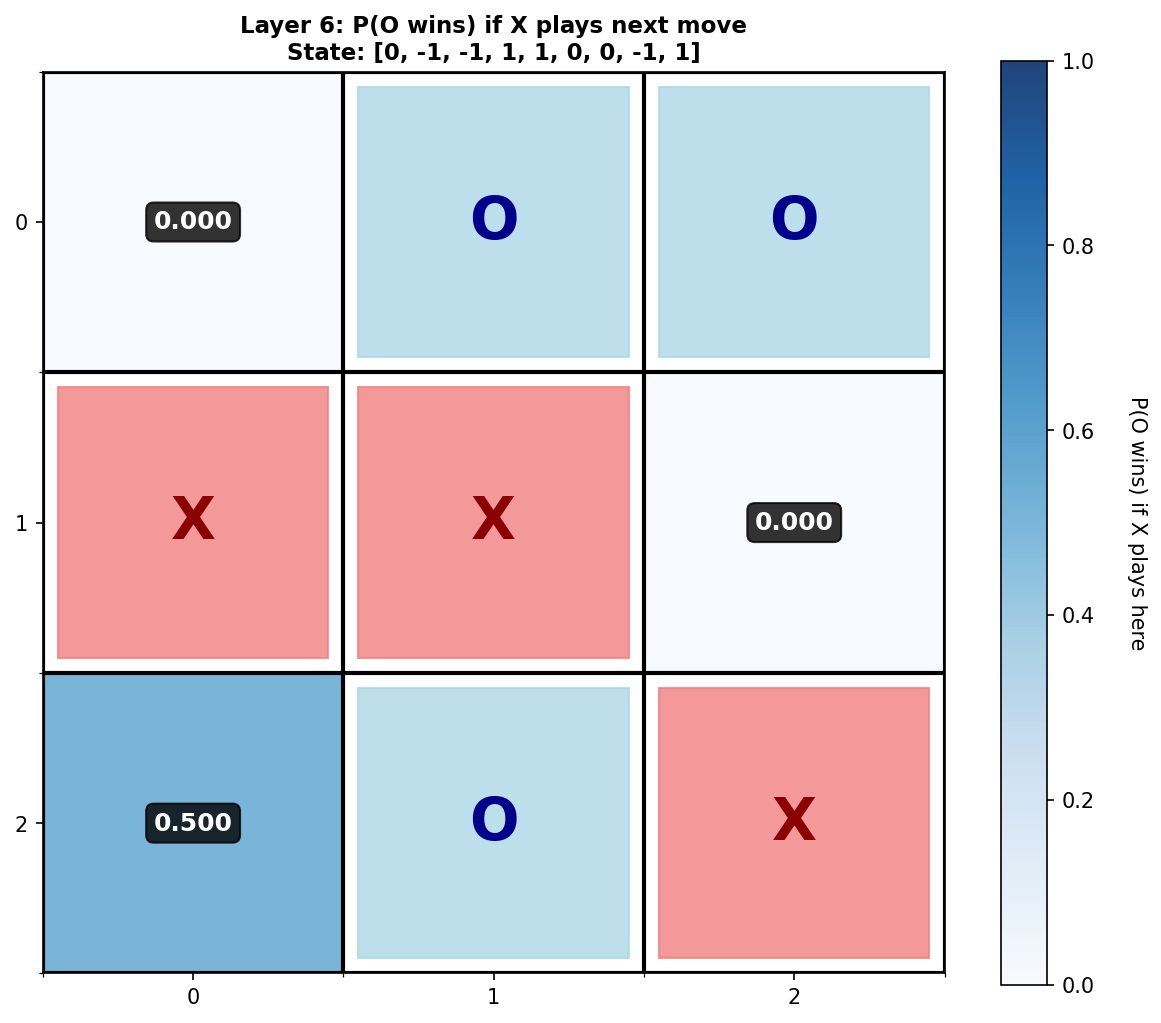 Layer 6: P(O wins) if X plays next move
State: [0, -1, -1, 1, 1, 0, 0, -1, 1]
0
0.000
O
O
1
X
X
0.000
2
0.500
O
X
0
1
2
1.0
0.8
0.6
0.4
0.2
0.0
P(O wins) if X plays here